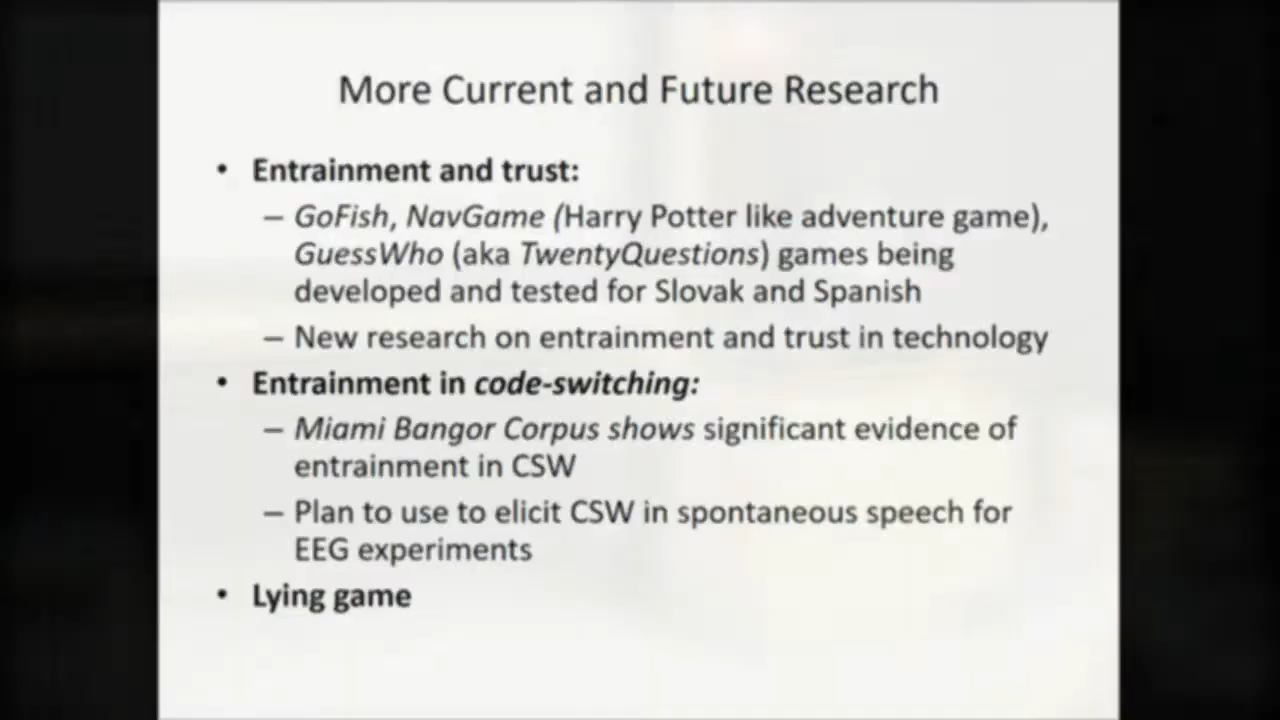 More Current and Future Research
• Entrainment and trust:
– GoFish, NavGame (Harry Potter like adventure game),
GuessWho (aka TwentyQuestions) games being
developed and tested for Slovak and Spanish
– New research on entrainment and trust in technology
• Entrainment in code-switching:
– Miami Bangor Corpus shows significant evidence of
entrainment in CSW
– Plan to use to elicit CSW in spontaneous speech for
EEG experiments
• Lying game